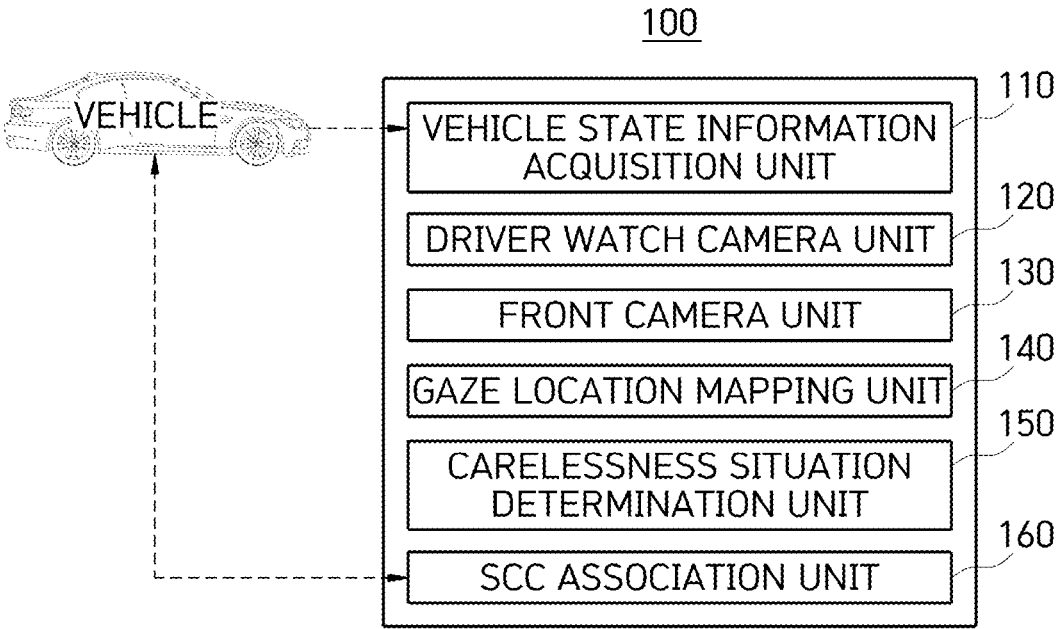 100
VEHICLE
110
VEHICLE STATE INFORMATION
ACQUISITION UNIT
120
DRIVER WATCH CAMERA UNIT
130
FRONT CAMERA UNIT
140
GAZE LOCATION MAPPING UNIT
150
CARELESSNESS SITUATION
DETERMINATION UNIT
160
SCC ASSOCIATION UNIT